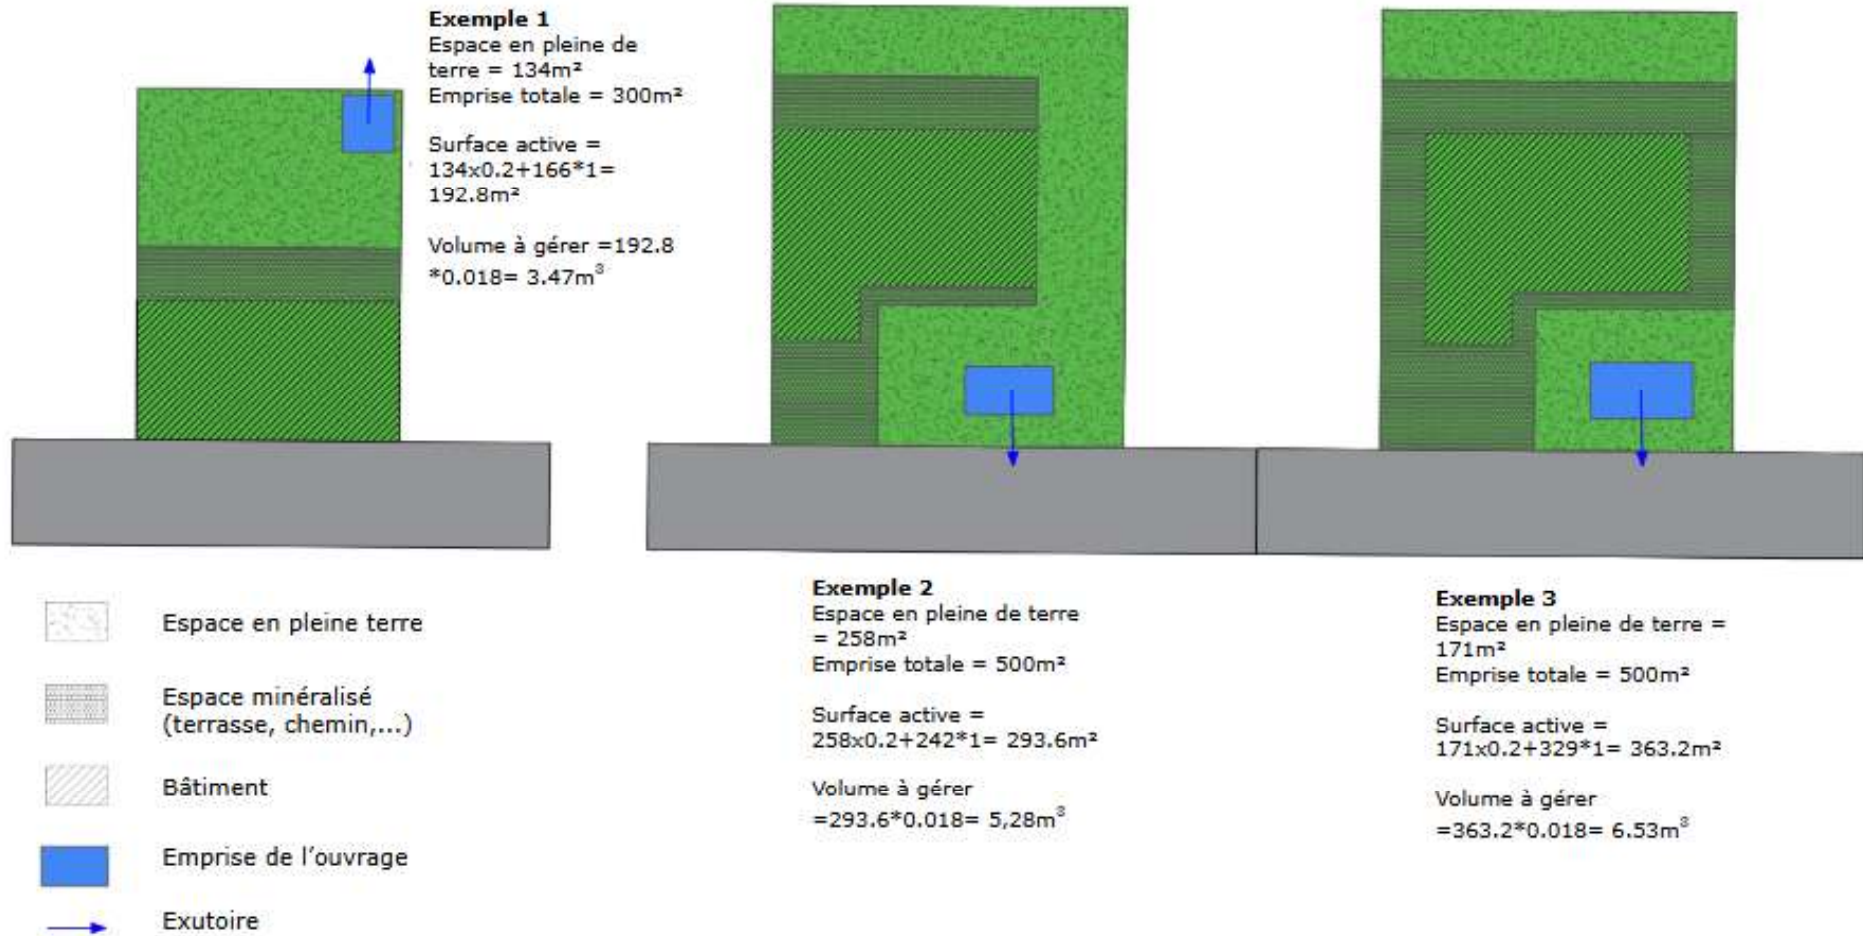 Exemple 1
Espace en pleine de
terre = 134m²
Emprise totale = 300m²
Surface active =
134x0.2+166*1=
192.8m²
Volume à gérer =192.8
*0.018= 3.47m³
Exemple 2
Espace en pleine de terre
= 258m²
Emprise totale = 500m²
Surface active =
258x0.2+242*1= 293.6m²
Volume à gérer
=293.6*0.018= 5,28m³
Exemple 3
Espace en pleine de terre =
171m²
Emprise totale = 500m²
Surface active =
171x0.2+329*1= 363.2m²
Volume à gérer
=363.2*0.018= 6.53m³
Espace en pleine terre
Espace minéralisé
(terrasse, chemin,...)
Bâtiment
Emprise de l'ouvrage
Exutoire